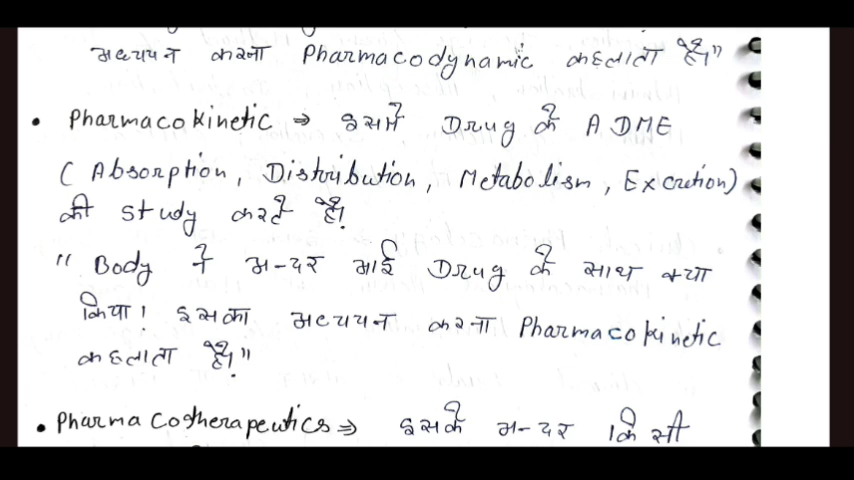 अध्ययन करना Pharmacodynamic कहलाता है।"
• Pharmacokinetic ⇒ इसमें Drug के ADME
(Absorption, Distribution, Metabolism, Excretion)
की study करते हैं।
" Body ने अन्दर आई Drug के साथ क्या
किया। इसका अध्ययन करना Pharmacokinetic
कहलाता है।"
• Pharmacotherapeutics ⇒ इसके अन्दर किसी